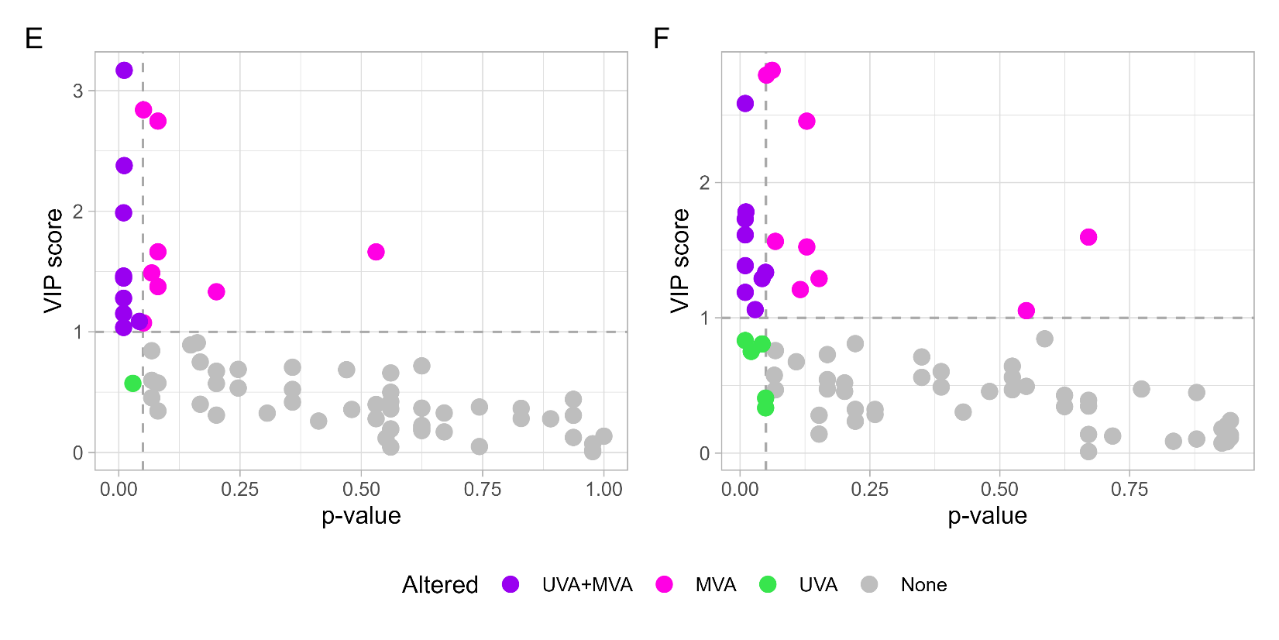 E
F
3
2
1
0
VIP score
0.00 0.25 0.50 0.75 1.00
p-value
2
1
0
VIP score
0.00 0.25 0.50 0.75
p-value
Altered UVA+MVA MVA UVA None